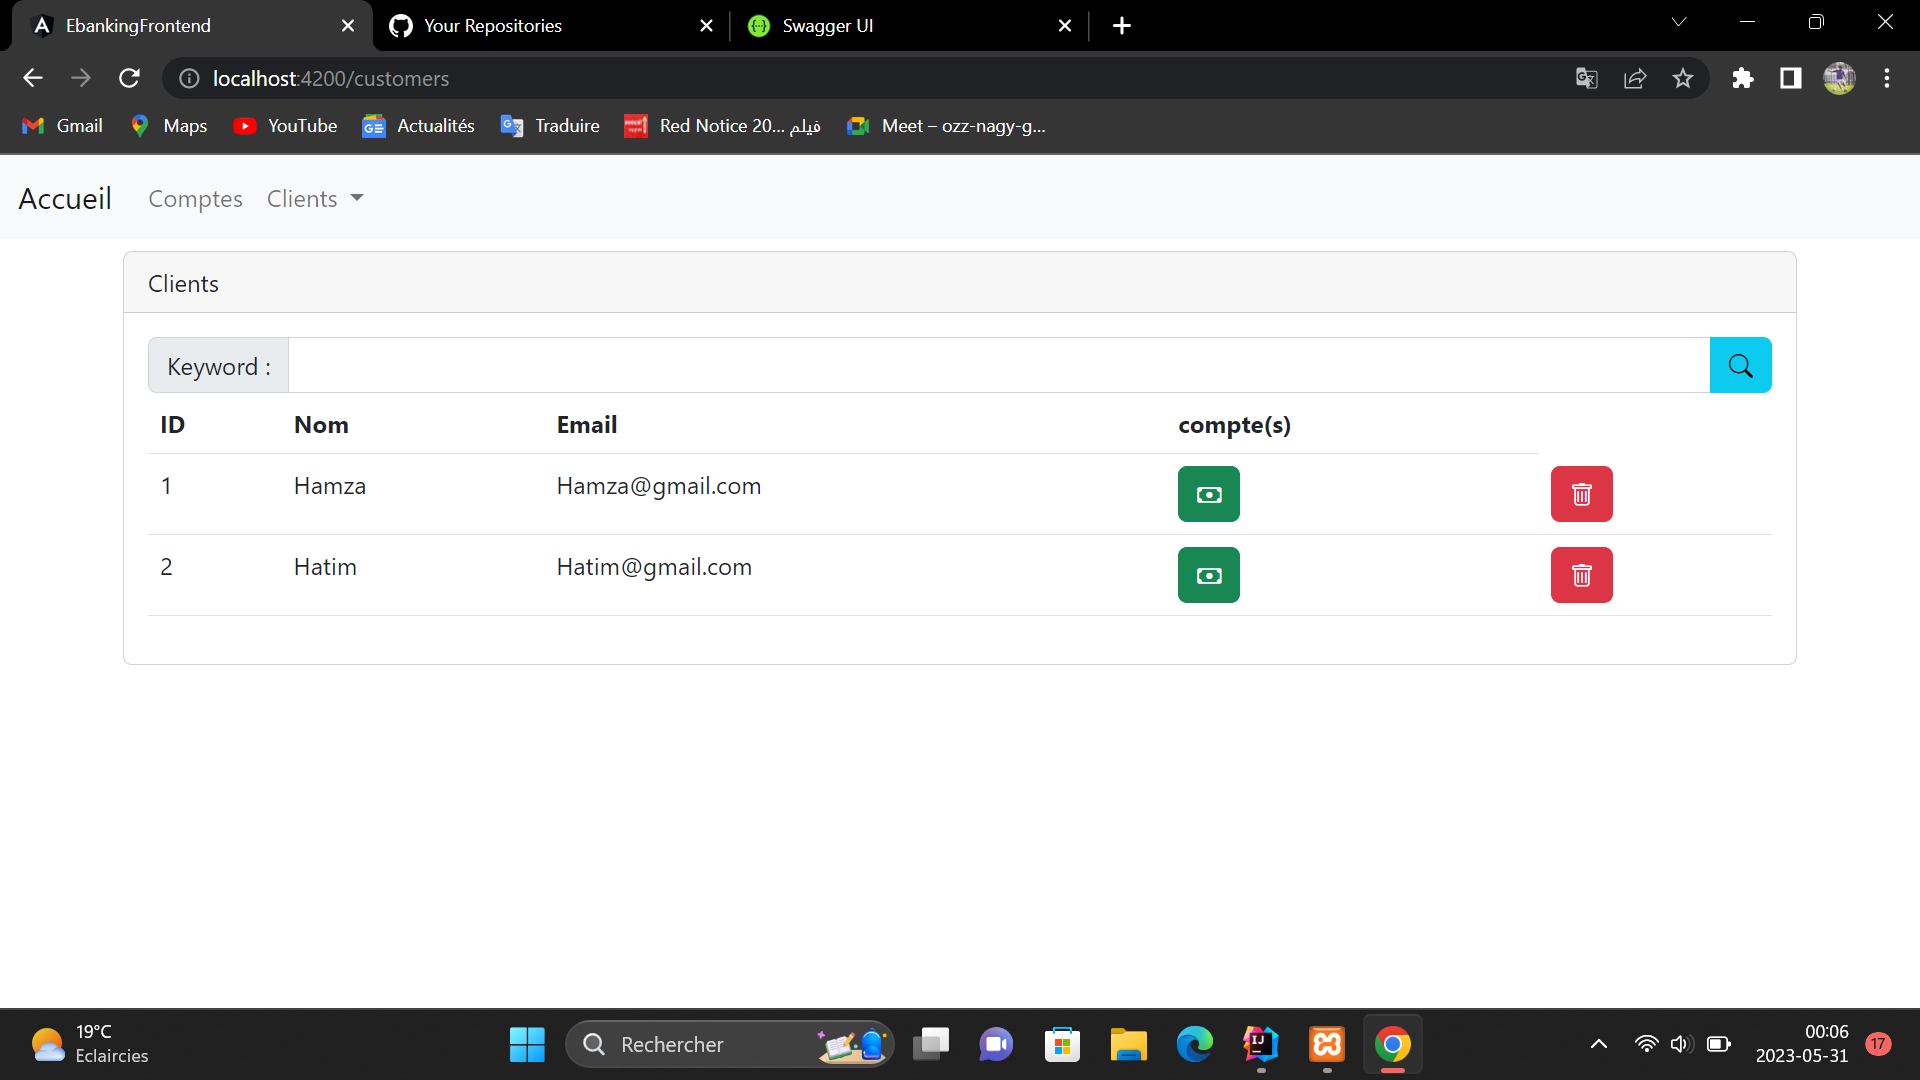 EbankingFrontend
Your Repositories
Swagger UI
localhost:4200/customers
Gmail
Maps
YouTube
Actualités
Traduire
Red Notice 20... فيلم
Meet – ozz-nagy-g...
Accueil
Comptes
Clients
Clients
Keyword :
ID Nom Email compte(s)
1 Hamza Hamza@gmail.com
2 Hatim Hatim@gmail.com
19°C
Eclaircies
Rechercher
00:06
2023-05-31
17